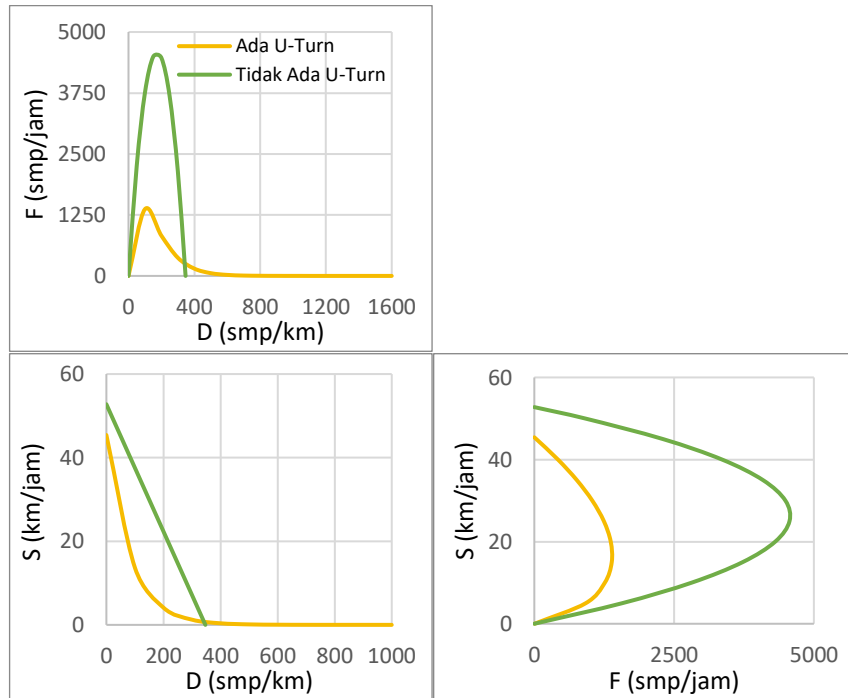 5000
Ada U-Turn
Tidak Ada U-Turn
3750
2500
1250
0
F (smp/jam)
0 400 800 1200 1600
D (smp/km)
60
40
20
0
S (km/jam)
0 200 400 600 800 1000
D (smp/km)
60
40
20
0
S (km/jam)
0 2500 5000
F (smp/jam)